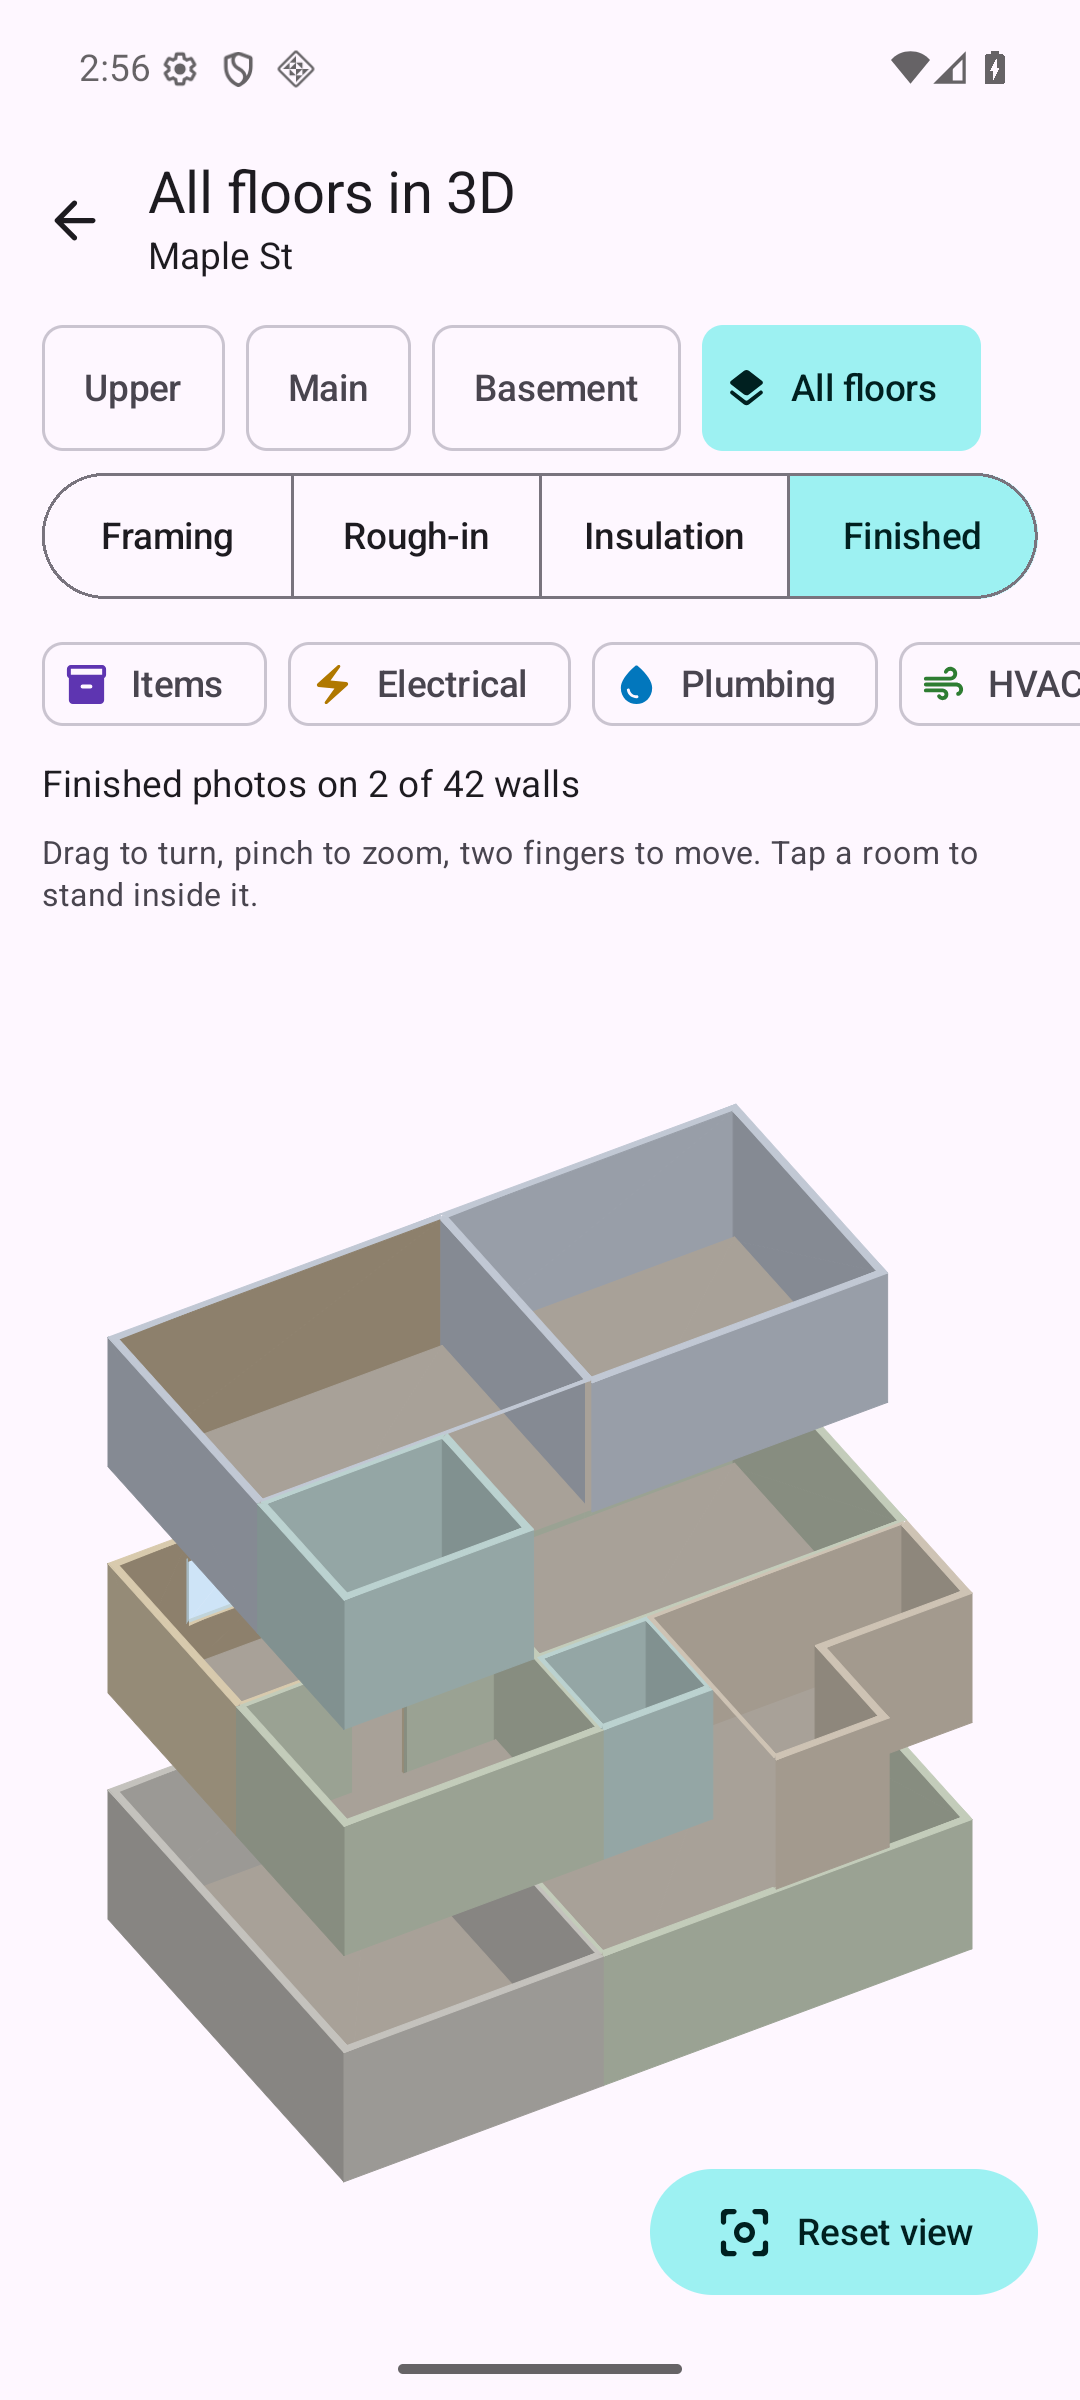 2:56
All floors in 3D
Maple St
Upper
Main
Basement
All floors
Framing
Rough-in
Insulation
Finished
Items
Electrical
Plumbing
HVAC
Finished photos on 2 of 42 walls
Drag to turn, pinch to zoom, two fingers to move. Tap a room to
stand inside it.
Reset view